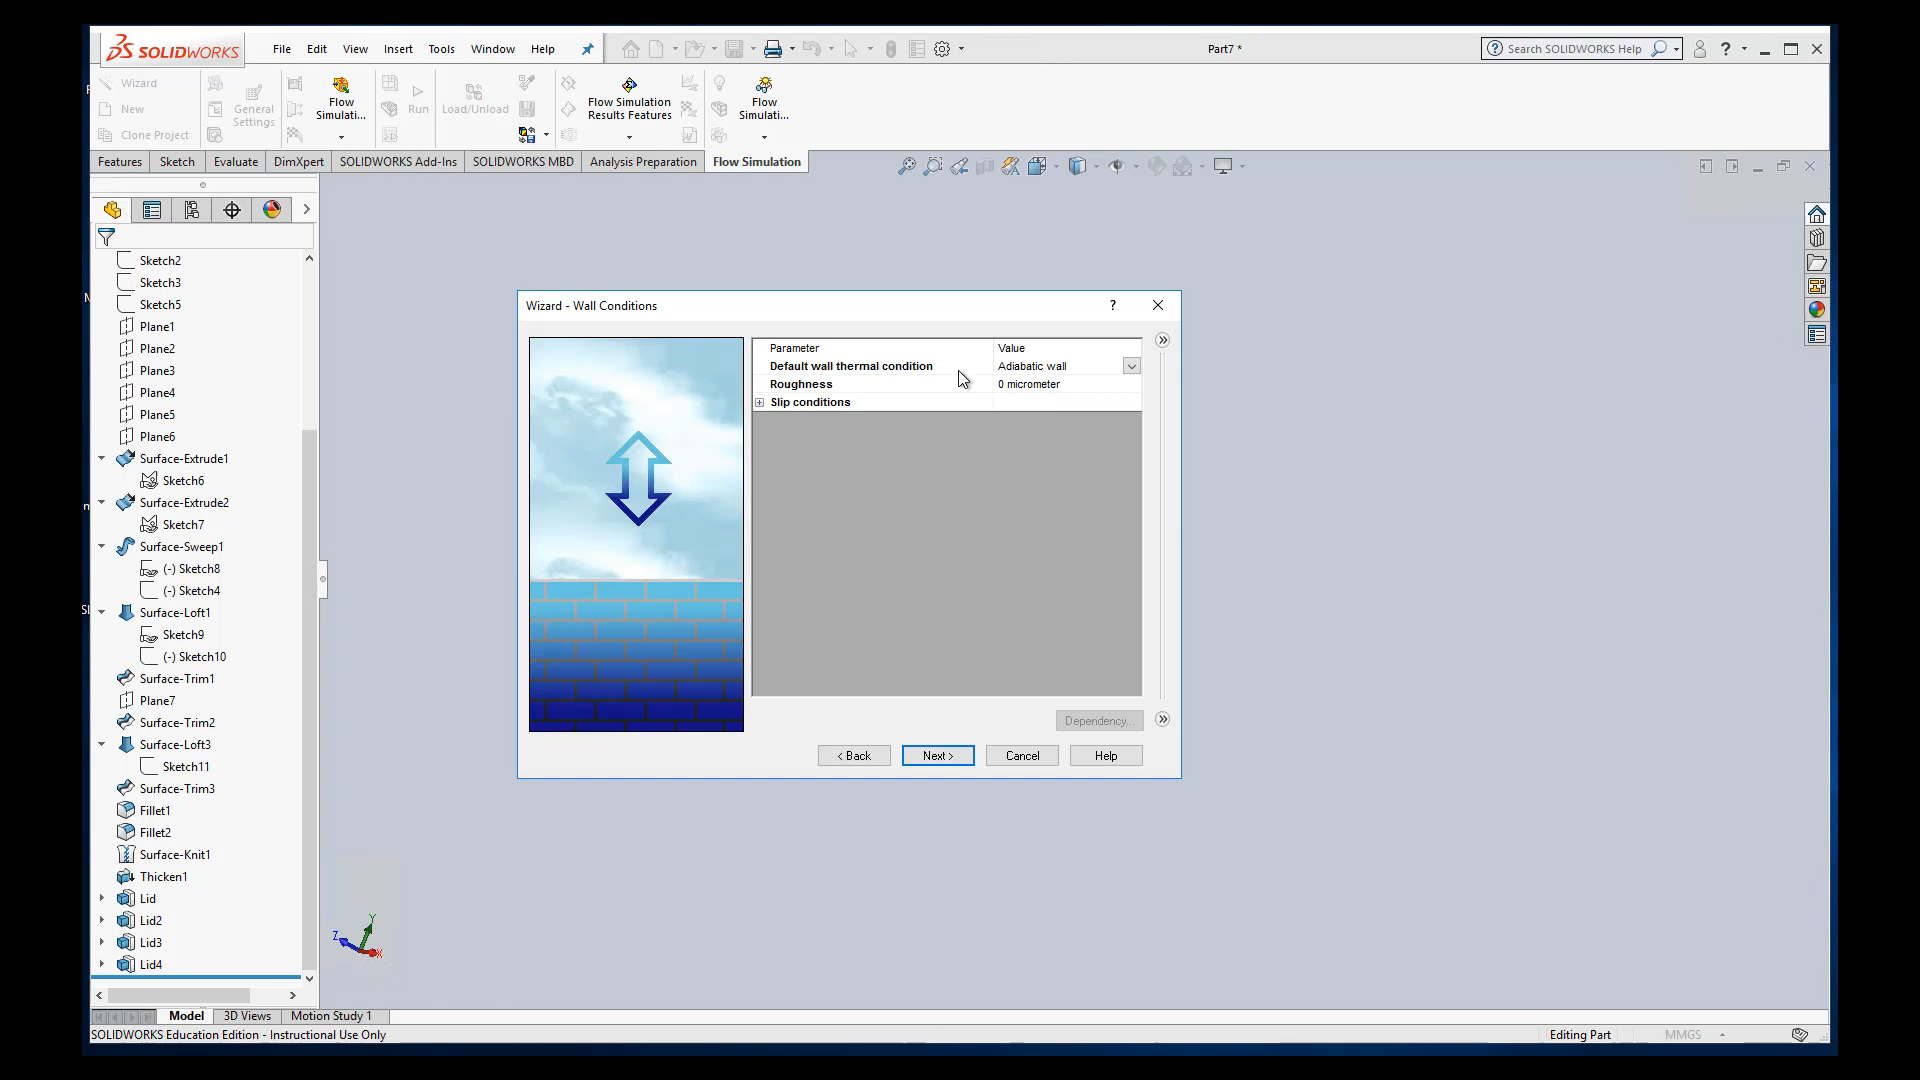 SOLIDWORKS
File
Edit
View
Insert
Tools
Window
Help
Part7 *
Search SOLIDWORKS Help
Wizard
New
Clone Project
General
Settings
Flow
Simulati...
Run
Load/Unload
Flow Simulation
Results Features
Flow
Simulati...
Features
Sketch
Evaluate
DimXpert
SOLIDWORKS Add-Ins
SOLIDWORKS MBD
Analysis Preparation
Flow Simulation
Sketch2
Sketch3
Sketch5
Plane1
Plane2
Plane3
Plane4
Plane5
Plane6
Surface-Extrude1
Sketch6
Surface-Extrude2
Sketch7
Surface-Sweep1
(-) Sketch8
(-) Sketch4
Surface-Loft1
Sketch9
(-) Sketch10
Surface-Trim1
Plane7
Surface-Trim2
Surface-Loft3
Sketch11
Surface-Trim3
Fillet1
Fillet2
Surface-Knit1
Thicken1
Lid
Lid2
Lid3
Lid4
Wizard - Wall Conditions
Parameter Value
Default wall thermal condition Adiabatic wall
Roughness 0 micrometer
Slip conditions
Dependency...
< Back
Next >
Cancel
Help
Y
Z
X
Model
3D Views
Motion Study 1
SOLIDWORKS Education Edition - Instructional Use Only
Editing Part
MMGS